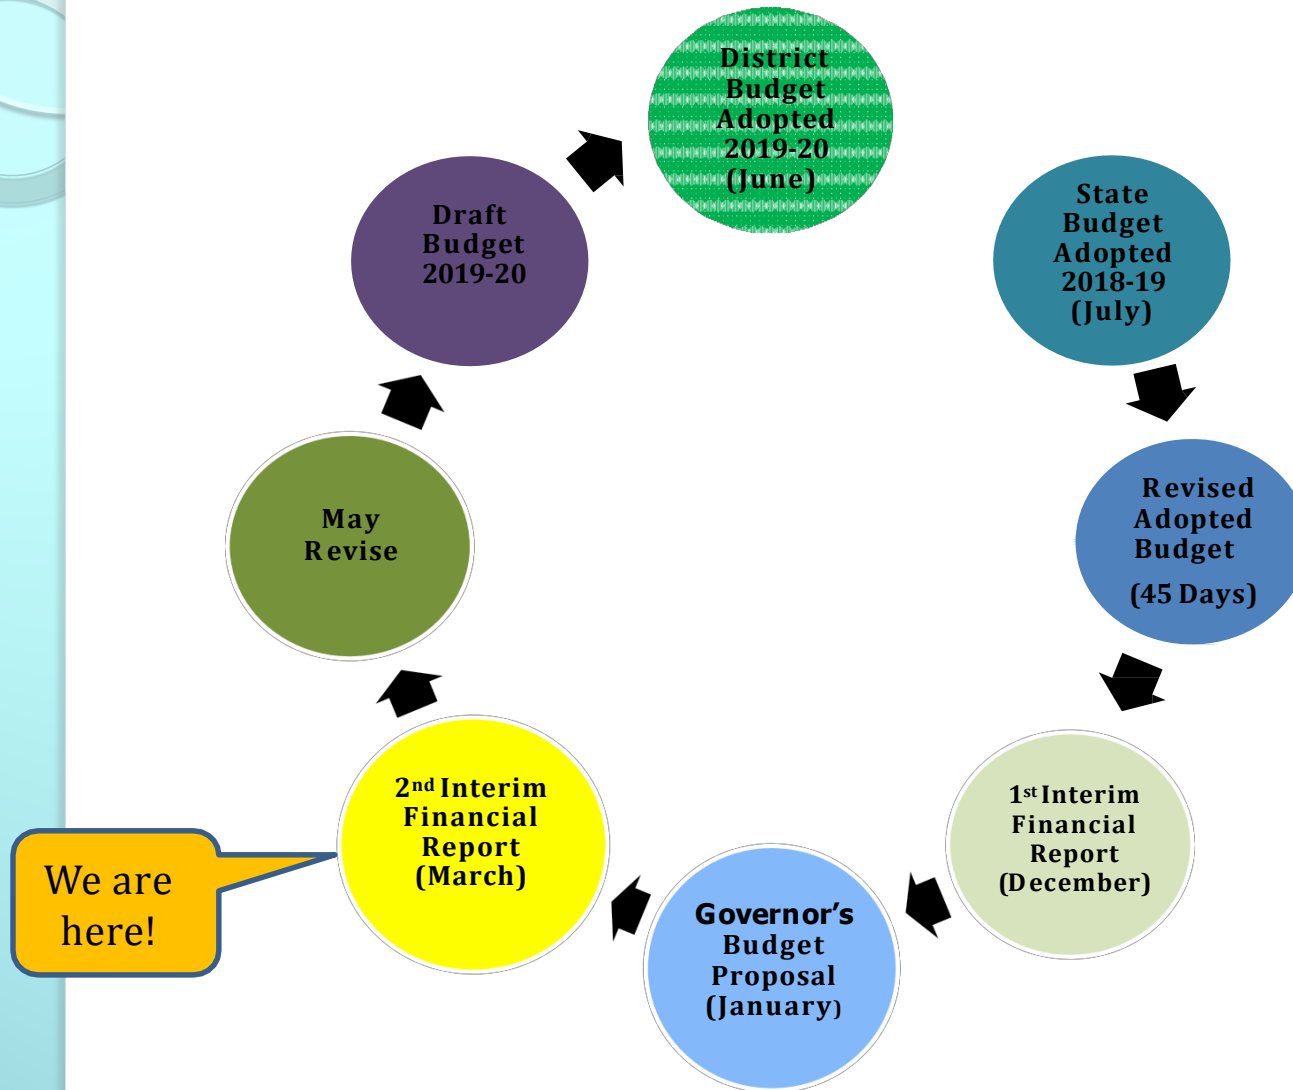 District
Budget
Adopted
2019-20
(June)
State
Budget
Adopted
2018-19
(July)
Revised
Adopted
Budget
(45 Days)
1st Interim
Financial
Report
(December)
Governor's
Budget
Proposal
(January)
2nd Interim
Financial
Report
(March)
We are
here!
May
Revise
Draft
Budget
2019-20